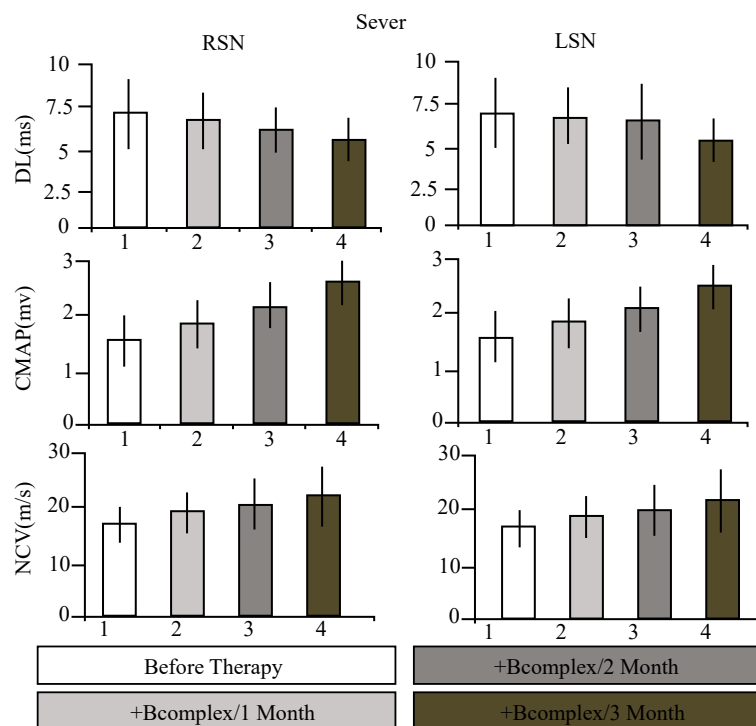 Sever
RSN
LSN
DL(ms)
10
7.5
5
2.5
0
1 2 3 4
10
7.5
5
2.5
0
1 2 3 4
CMAP(mv)
3
2
1
0
1 2 3 4
3
2
1
0
1 2 3 4
NCV(m/s)
30
20
10
0
1 2 3 4
30
20
10
0
1 2 3 4
Before Therapy
+Bcomplex/2 Month
+Bcomplex/1 Month
+Bcomplex/3 Month